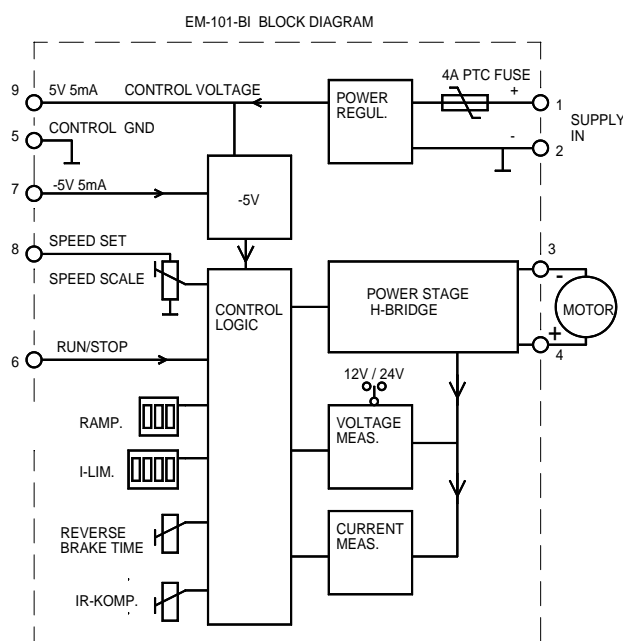 EM-101-BI BLOCK DIAGRAM
9
5V 5mA
CONTROL VOLTAGE
POWER
REGUL.
4A PTC FUSE
+
1
SUPPLY
IN
5
CONTROL GND
-
2
7
-5V 5mA
-5V
8
SPEED SET
SPEED SCALE
CONTROL
LOGIC
POWER STAGE
H-BRIDGE
3
-
MOTOR
+
4
6
RUN/STOP
12V / 24V
RAMP.
VOLTAGE
MEAS.
I-LIM.
REVERSE
BRAKE TIME
CURRENT
MEAS.
IR-KOMP.